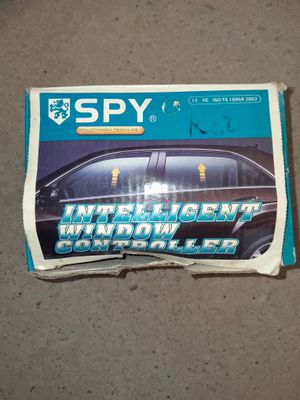 SPY®
CE FC ISO/TS 16949:2002
INTELLIGENT
WINDOW
CONTROLLER